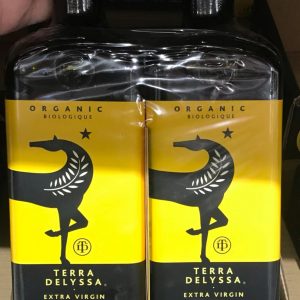 ORGANIC
BIOLOGIQUE
TERRA
DELYSSA
EXTRA VIRGIN
ORGANIC
BIOLOGIQUE
TERRA
DELYSSA
EXTRA VIRGIN